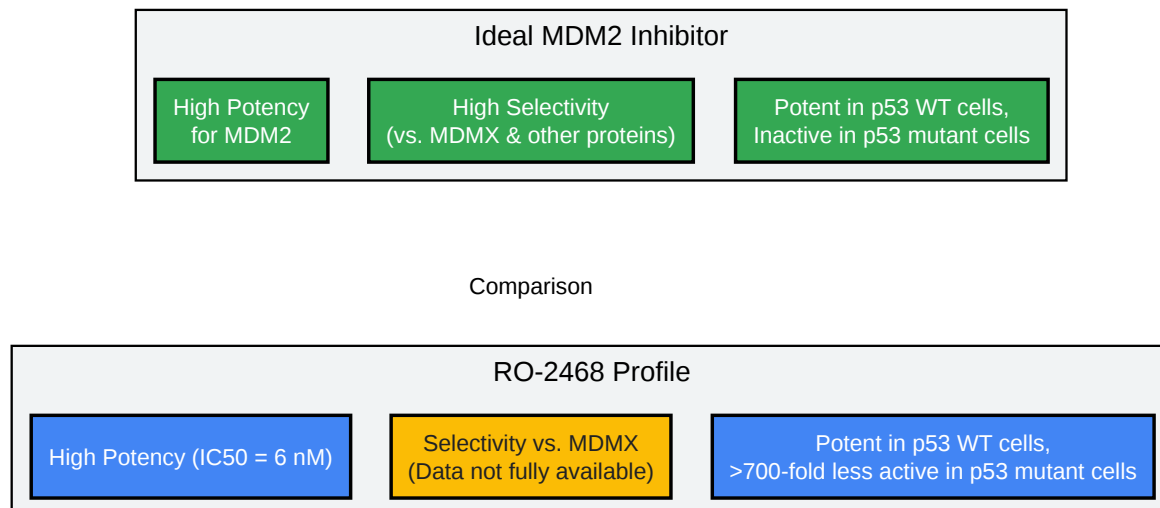 Ideal MDM2 Inhibitor
High Potency
for MDM2
High Selectivity
(vs. MDMX & other proteins)
Potent in p53 WT cells,
Inactive in p53 mutant cells
Comparison
RO-2468 Profile
High Potency (IC50 = 6 nM)
Selectivity vs. MDMX
(Data not fully available)
Potent in p53 WT cells,
>700-fold less active in p53 mutant cells